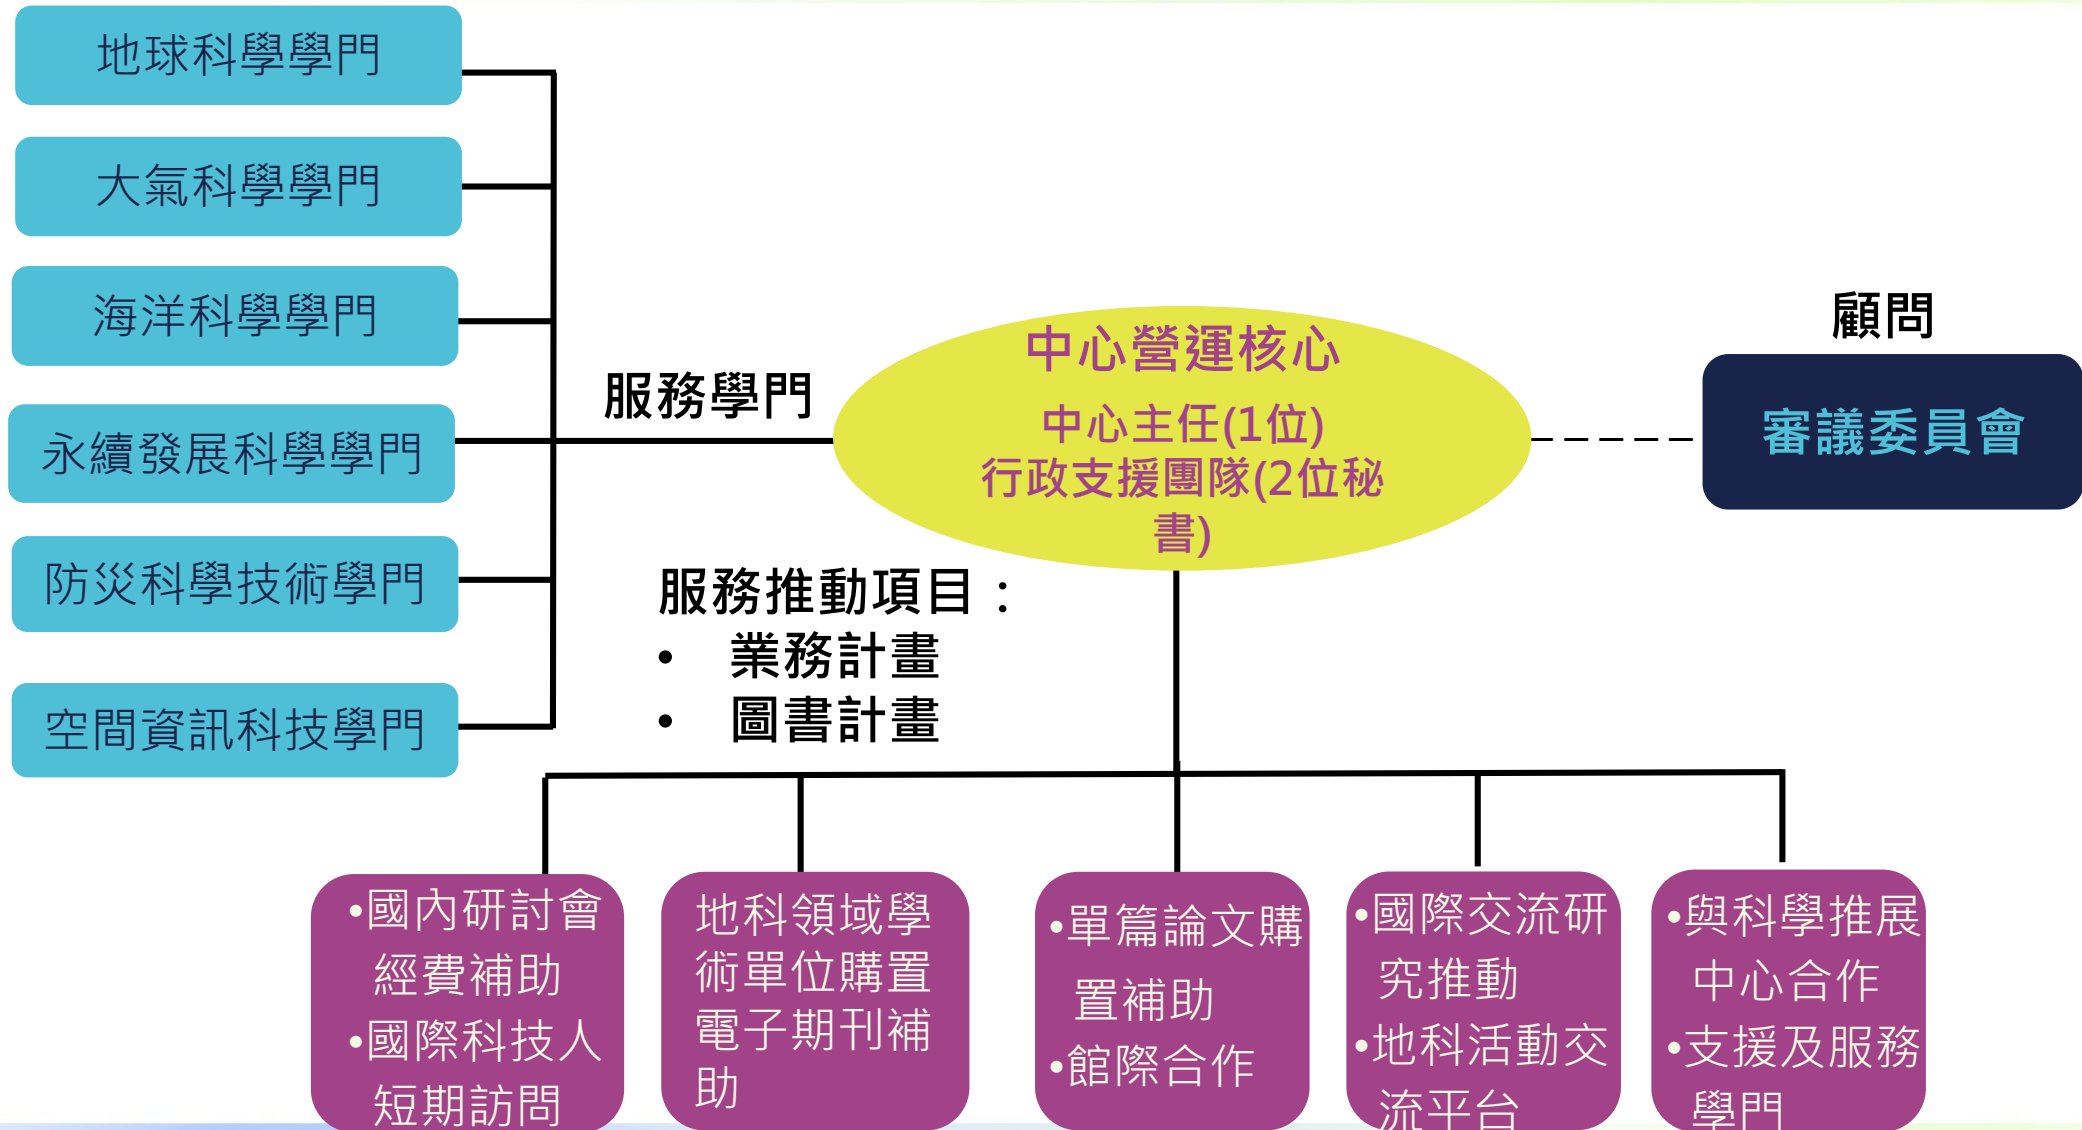 地球科學學門
大氣科學學門
海洋科學學門
永續發展科學學門
防災科學技術學門
空間資訊科技學門
服務學門
中心營運核心
中心主任(1位)
行政支援團隊(2位秘
書)
顧問
審議委員會
服務推動項目：
• 業務計畫
• 圖書計畫
•國內研討會
經費補助
•國際科技人
短期訪問
地科領域學
術單位購置
電子期刊補
助
•單篇論文購
置補助
•館際合作
•國際交流研
究推動
•地科活動交
流平台
•與科學推展
中心合作
•支援及服務
學門